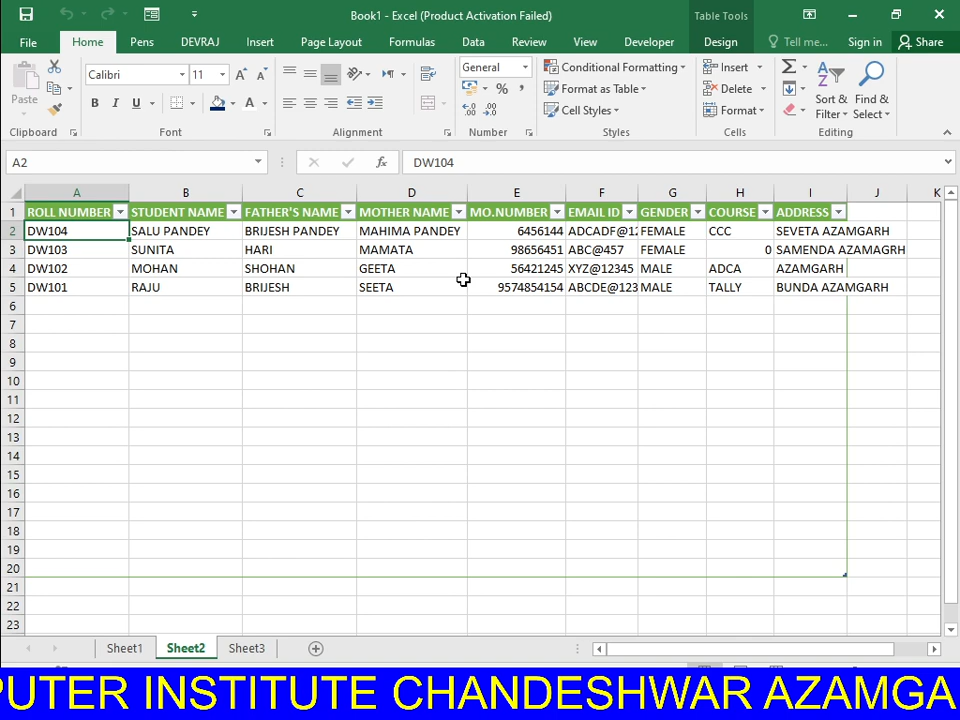 Book1 - Excel (Product Activation Failed)
Table Tools
File
Home
Pens
DEVRAJ
Insert
Page Layout
Formulas
Data
Review
View
Developer
Design
Tell me...
Sign in
Share
Paste
Calibri
11
General
Conditional Formatting
Format as Table
Cell Styles
Insert
Delete
Format
Sort & Filter
Find & Select
Clipboard
Font
Alignment
Number
Styles
Cells
Editing
A2
fx
DW104
A B C D E F G H I J K
1 ROLL NUMBER STUDENT NAME FATHER'S NAME MOTHER NAME MO.NUMBER EMAIL ID GENDER COURSE ADDRESS
2 DW104 SALU PANDEY BRIJESH PANDEY MAHIMA PANDEY 6456144 ADCADF@12 FEMALE CCC SEVETA AZAMGARH
3 DW103 SUNITA HARI MAMATA 98656451 ABC@457 FEMALE 0 SAMENDA AZAMAGRH
4 DW102 MOHAN SHOHAN GEETA 56421245 XYZ@12345 MALE ADCA AZAMGARH
5 DW101 RAJU BRIJESH SEETA 9574854154 ABCDE@123 MALE TALLY BUNDA AZAMGARH
6
7
8
9
10
11
12
13
14
15
16
17
18
19
20
21
22
23
Sheet1
Sheet2
Sheet3
PUTER INSTITUTE CHANDESHWAR AZAMGA